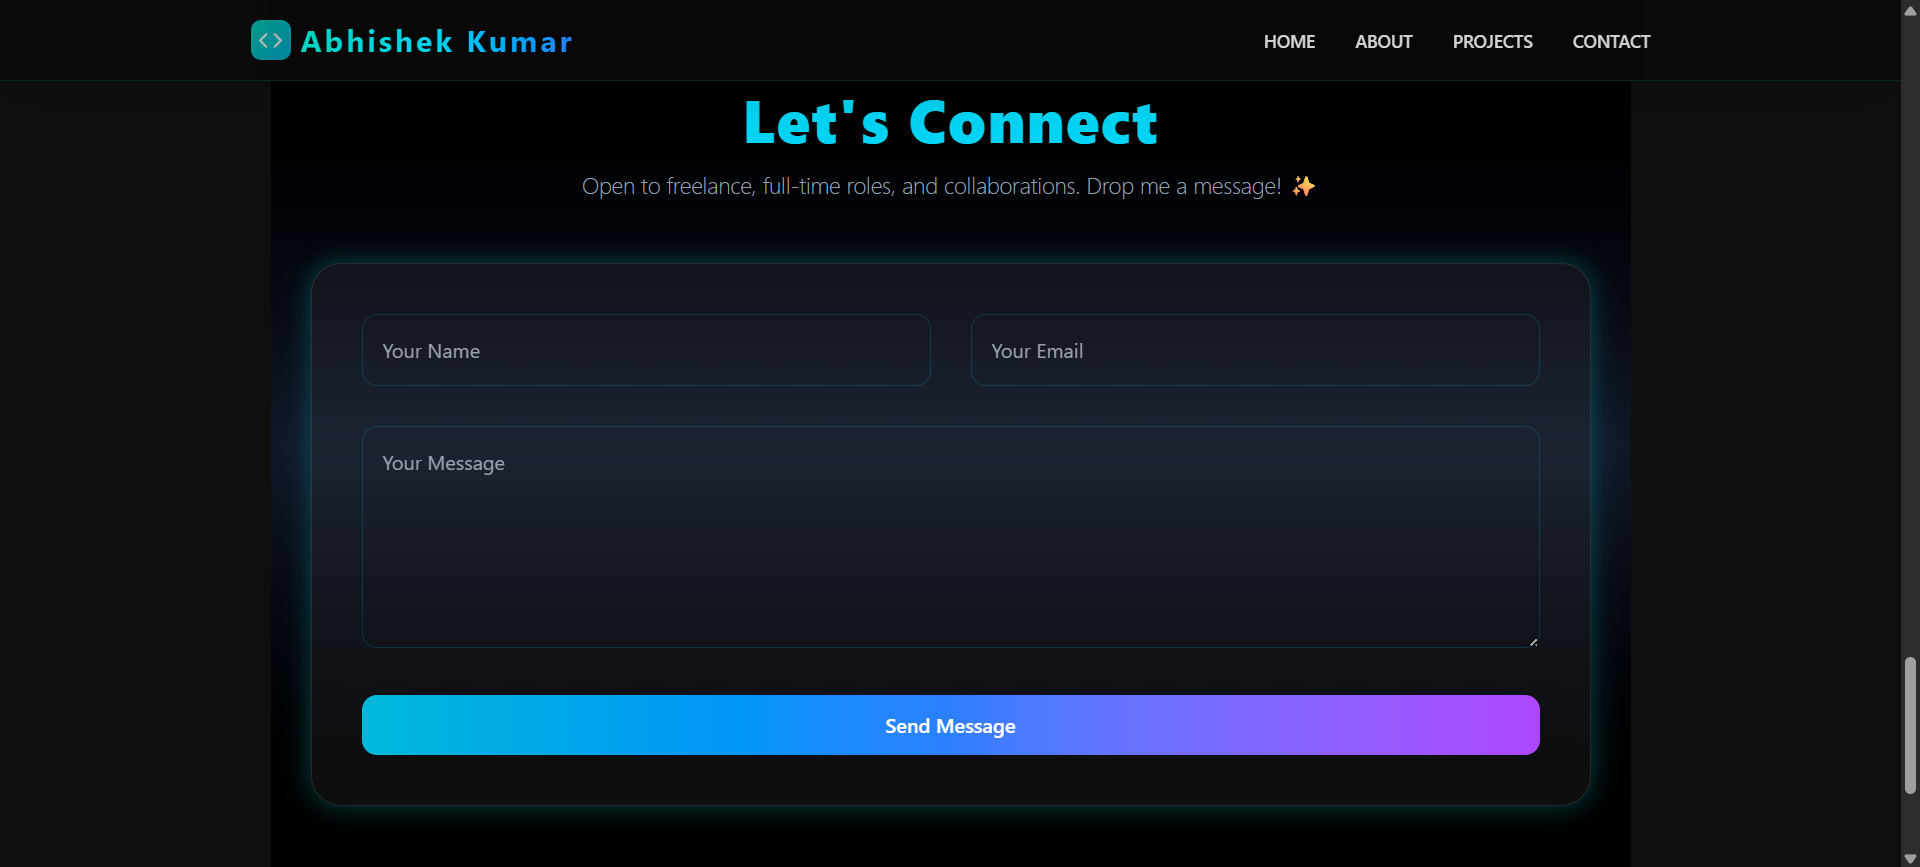 Abhishek Kumar
HOME ABOUT PROJECTS CONTACT
Let's Connect
Open to freelance, full-time roles, and collaborations. Drop me a message! ✨
Your Name
Your Email
Your Message
Send Message